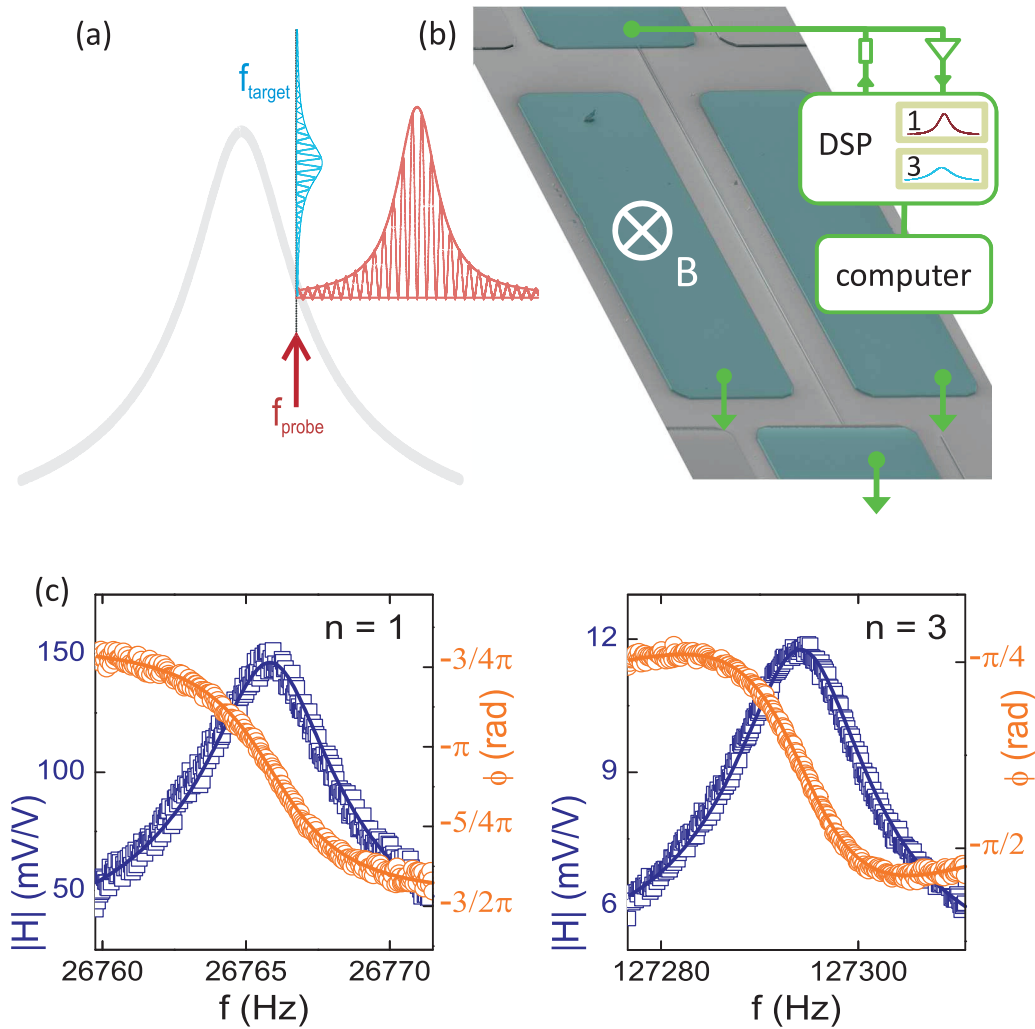 (a)
f target
f probe
(b)
B
DSP
1
3
computer
(c)
n = 1
150
100
50
|H| (mV/V)
-3/4π
-π
-5/4π
-3/2π
ϕ (rad)
26760 26765 26770
f (Hz)
n = 3
12
9
6
|H| (mV/V)
-π/4
-π/2
ϕ (rad)
127280 127300
f (Hz)